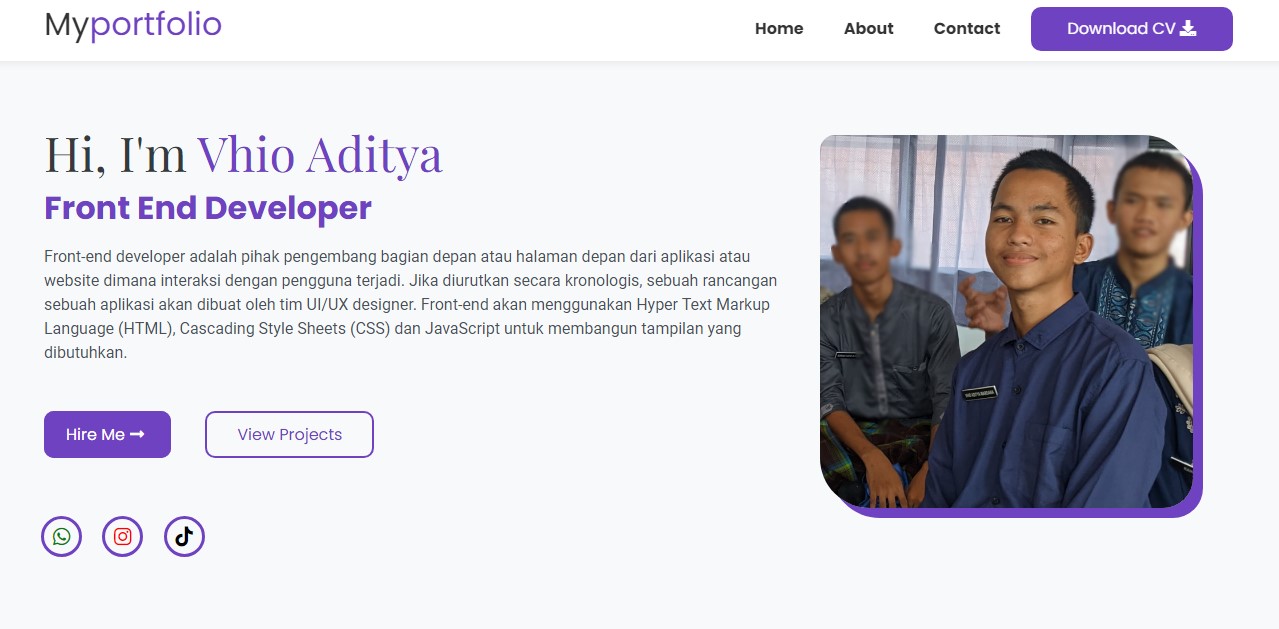 Myportfolio
Home About Contact Download CV
Hi, I'm Vhio Aditya
Front End Developer
Front-end developer adalah pihak pengembang bagian depan atau halaman depan dari aplikasi atau
website dimana interaksi dengan pengguna terjadi. Jika diurutkan secara kronologis, sebuah rancangan
sebuah aplikasi akan dibuat oleh tim UI/UX designer. Front-end akan menggunakan Hyper Text Markup
Language (HTML), Cascading Style Sheets (CSS) dan JavaScript untuk membangun tampilan yang
dibutuhkan.
Hire Me View Projects